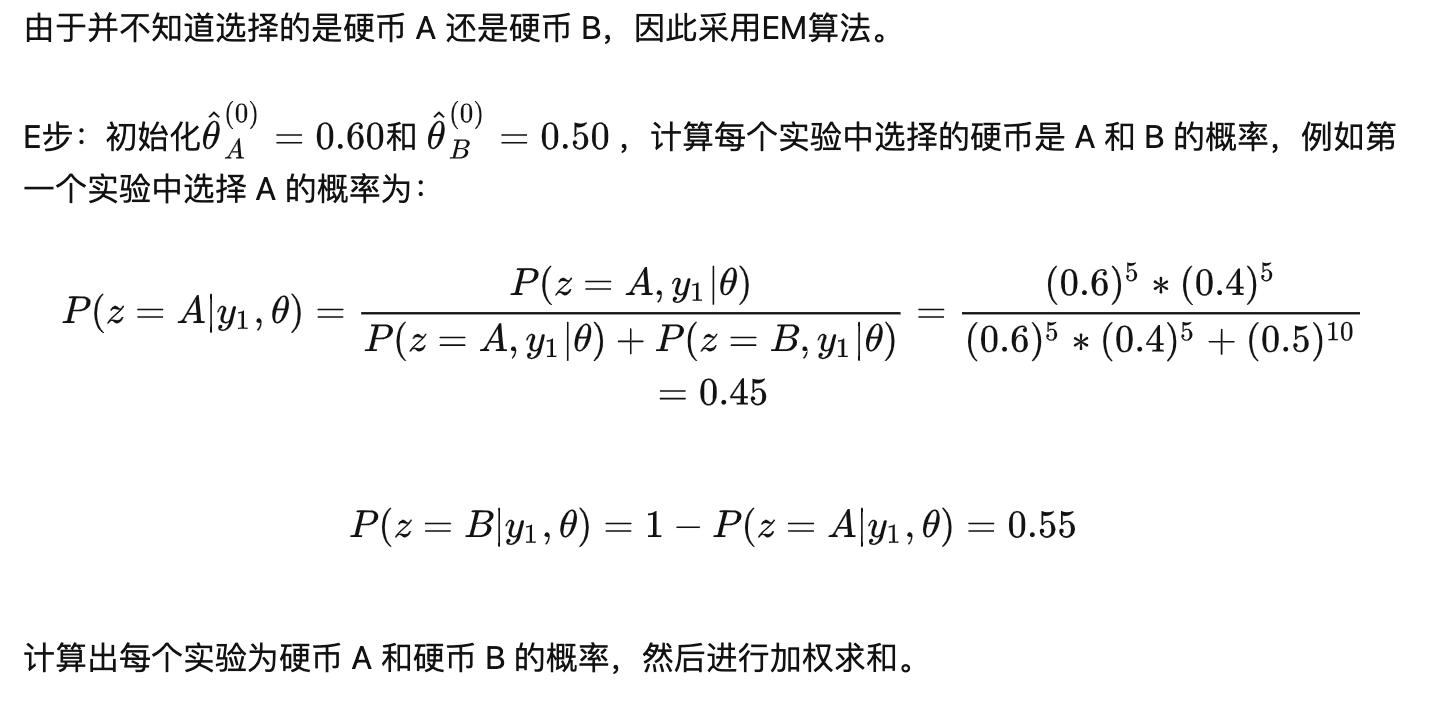 由于并不知道选择的是硬币 A 还是硬币 B，因此采用EM算法。
E步：初始化$\hat{\theta}_A^{(0)} = 0.60$和 $\hat{\theta}_B^{(0)} = 0.50$ ，计算每个实验中选择的硬币是 A 和 B 的概率，例如第
一个实验中选择 A 的概率为：
$P(z = A|y_1, \theta) = \frac{P(z = A, y_1|\theta)}{P(z = A, y_1|\theta) + P(z = B, y_1|\theta)} = \frac{(0.6)^5 * (0.4)^5}{(0.6)^5 * (0.4)^5 + (0.5)^{10}}$
$= 0.45$
$P(z = B|y_1, \theta) = 1 - P(z = A|y_1, \theta) = 0.55$
计算出每个实验为硬币 A 和硬币 B 的概率，然后进行加权求和。